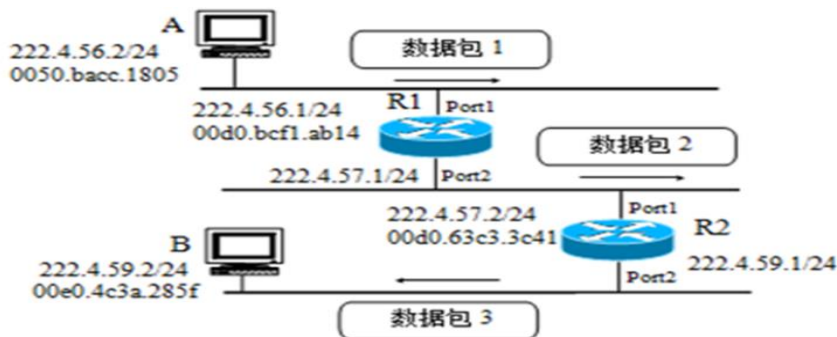 A
数据包 1
222.4.56.2/24
0050.bacc.1805
R1
Port1
222.4.56.1/24
00d0.bcf1.ab14
数据包 2
222.4.57.1/24
Port2
Port1
222.4.57.2/24
00d0.63c3.3c41
R2
B
222.4.59.2/24
00e0.4c3a.285f
222.4.59.1/24
Port2
数据包 3